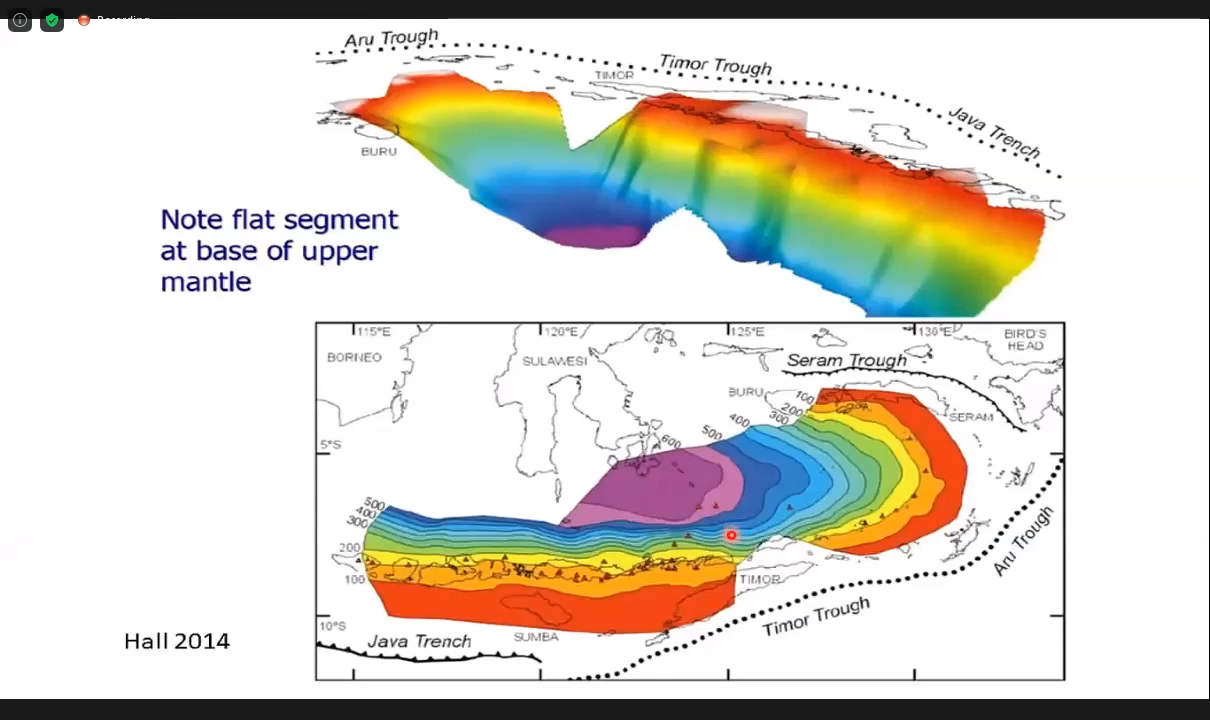 Recording
Aru Trough
Timor Trough
TIMOR
Java Trench
BURU
Note flat segment
at base of upper
mantle
115°E
120°E
125°E
130°E
BIRD'S
HEAD
BORNEO
SULAWESI
Seram Trough
BURU
100
200
300
400
500
600
SERAM
5°S
500
400
300
200
100
TIMOR
Aru Trough
Timor Trough
10°S
Java Trench
SUMBA
Hall 2014